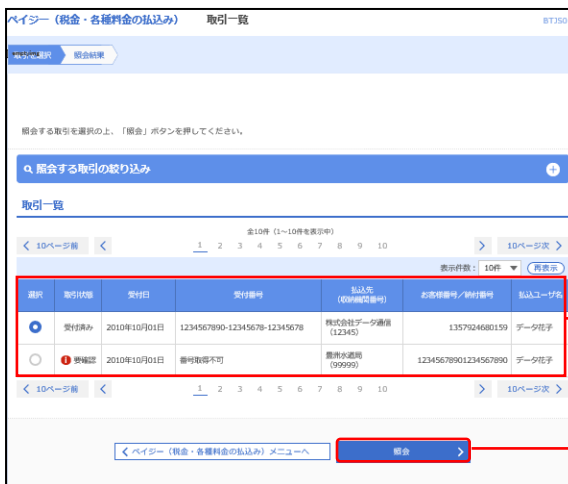 ペイジー（税金・各種料金の払込み） 取引一覧 BTJS0
取引を選択 照会結果
照会する取引を選択の上、「照会」ボタンを押してください。
照会する取引の絞り込み
取引一覧
全10件（1～10件を表示中）
10ページ前 1 2 3 4 5 6 7 8 9 10 10ページ次
表示件数： 10件 再表示
選択 取引状態 受付日 受付番号 払込先（収納機関番号） お客様番号／納付番号 払込ユーザ名
受付済み 2010年10月01日 1234567890-12345678-12345678 株式会社データ通信（12345） 1357924680159 データ花子
要確認 2010年10月01日 番号取得不可 豊洲水道局（99999） 12345678901234567890 データ花子
10ページ前 1 2 3 4 5 6 7 8 9 10 10ページ次
ペイジー（税金・各種料金の払込み）メニューへ 照会